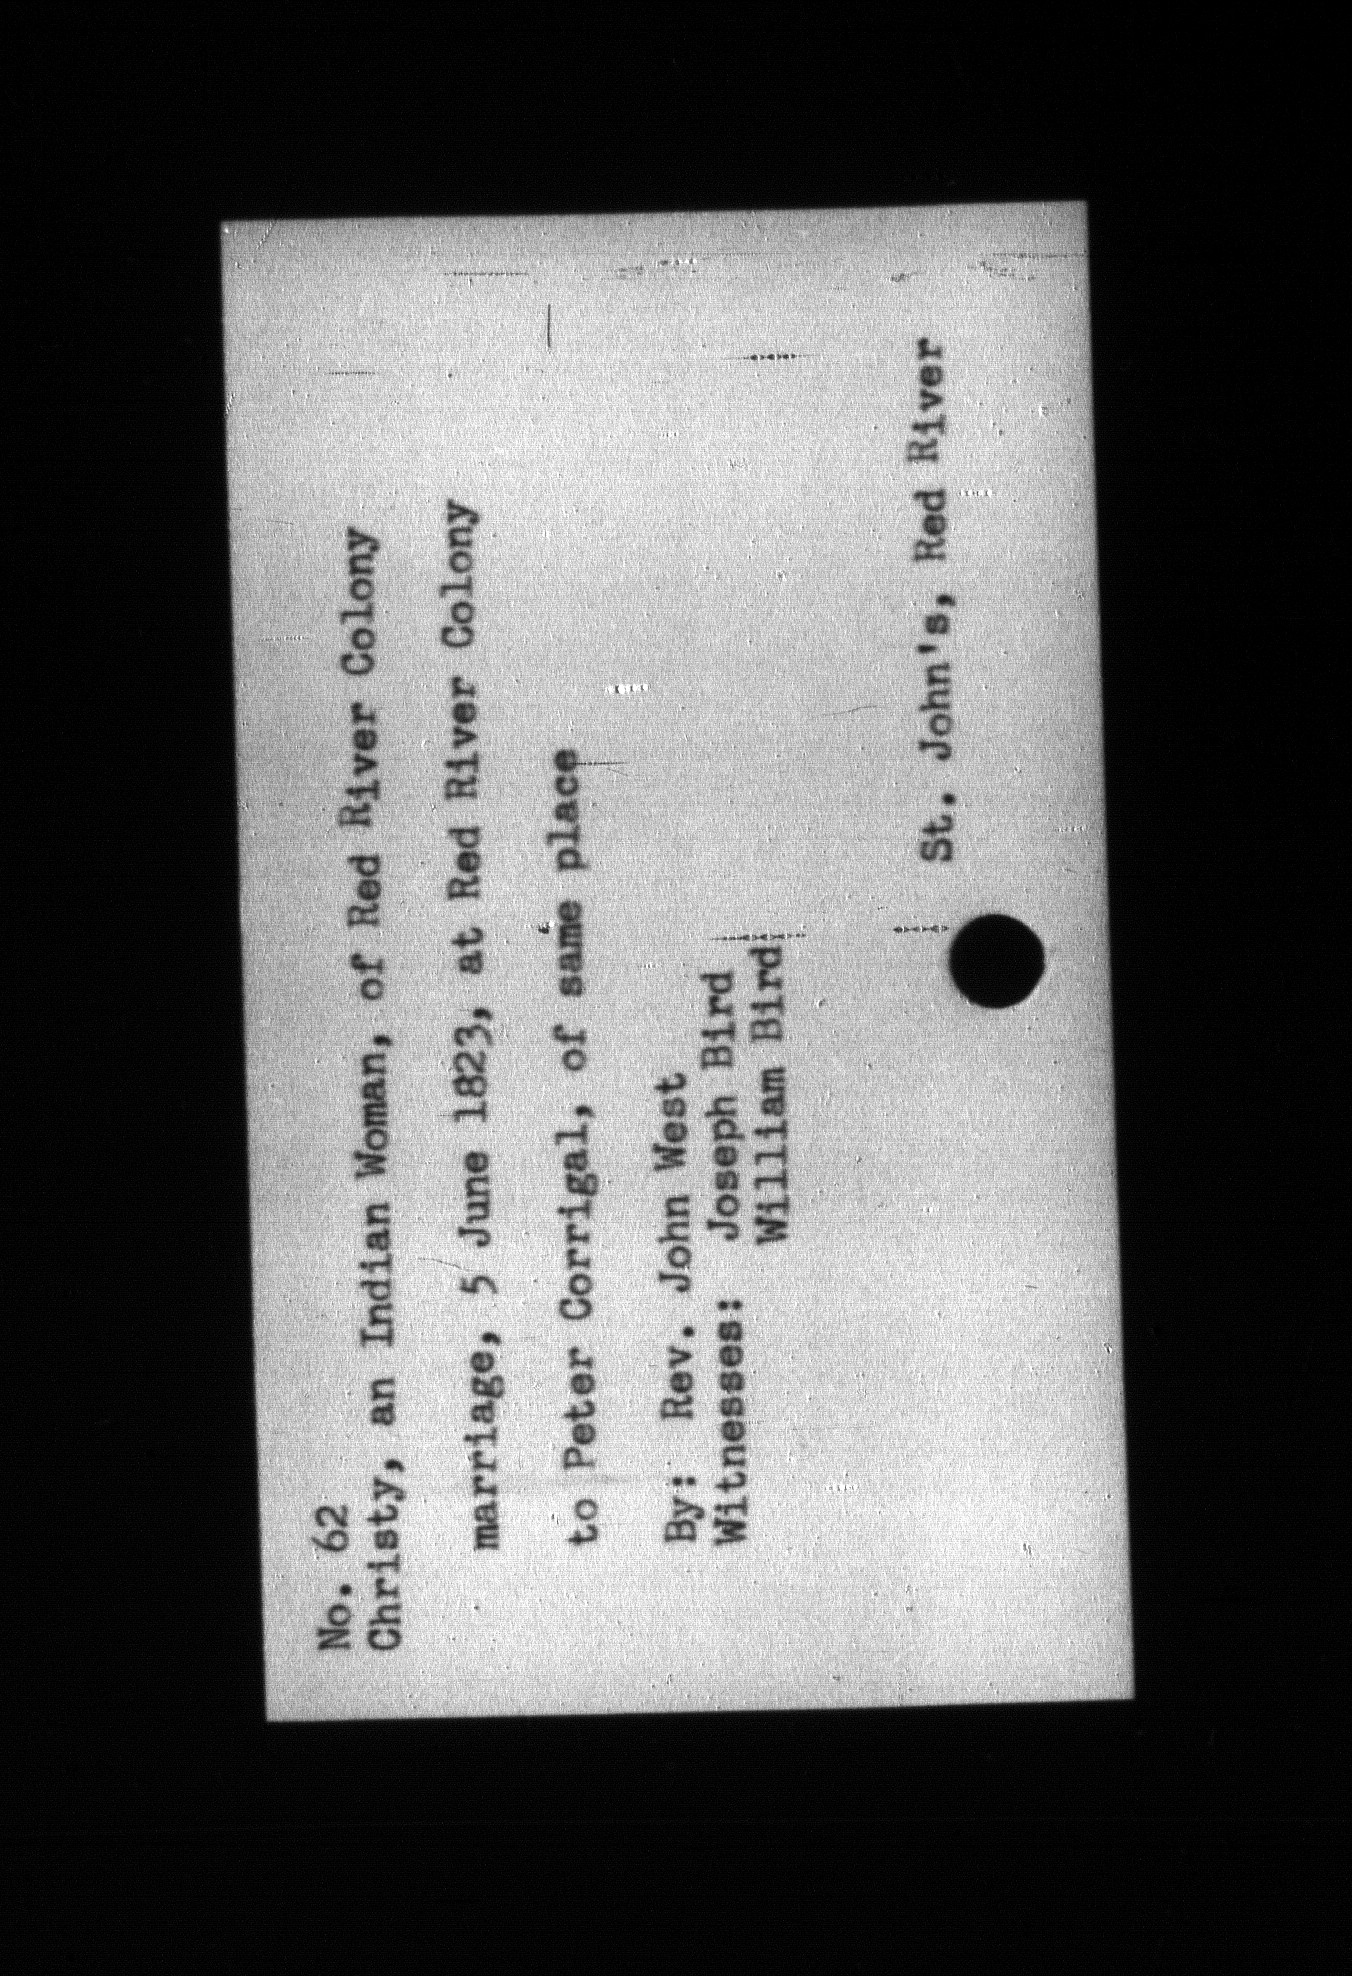 No. 62
Christy, an Indian Woman, of Red River Colony
marriage, 5 June 1823, at Red River Colony
to Peter Corrigal, of same place
By: Rev. John West
Witnesses: Joseph Bird
William Bird
St. John's, Red River